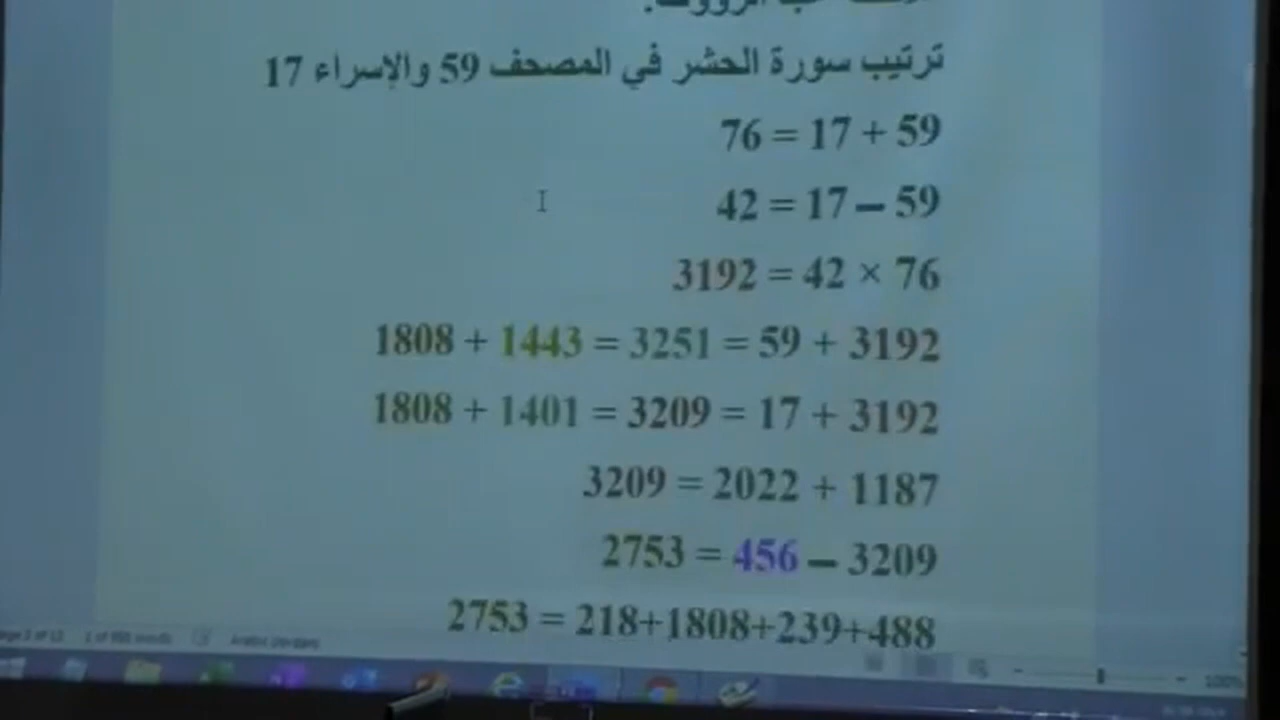 ترتيب سورة الحشر في المصحف 59 والإسراء 17
59 + 17 = 76
59 – 17 = 42
76 × 42 = 3192
3192 + 59 = 3251 = 1443 + 1808
3192 + 17 = 3209 = 1401 + 1808
1187 + 2022 = 3209
3209 – 456 = 2753
488+239+1808+218 = 2753